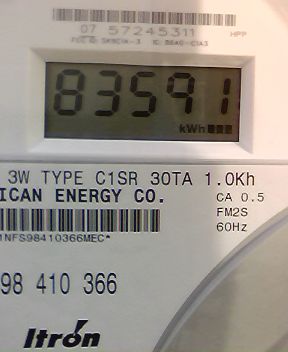 07 57245311
HPP
83591
kWh
3W TYPE C1SR 30TA 1.0Kh
ICAN ENERGY CO.
CA 0.5
FM2S
60Hz
1NFS98410366MEC*
98 410 366
Itron